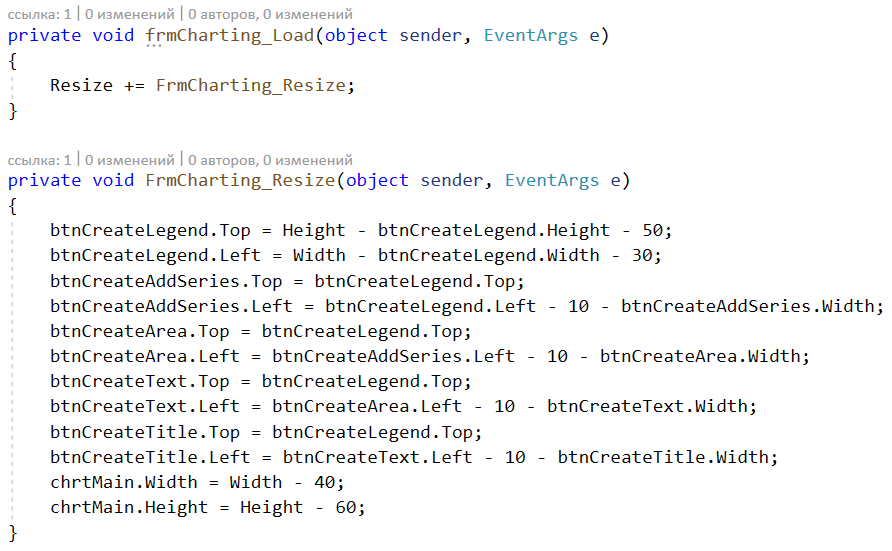 ссылка: 1 | 0 изменений | 0 авторов, 0 изменений
private void frmCharting_Load(object sender, EventArgs e)
{
    Resize += FrmCharting_Resize;
}
ссылка: 1 | 0 изменений | 0 авторов, 0 изменений
private void FrmCharting_Resize(object sender, EventArgs e)
{
    btnCreateLegend.Top = Height - btnCreateLegend.Height - 50;
    btnCreateLegend.Left = Width - btnCreateLegend.Width - 30;
    btnCreateAddSeries.Top = btnCreateLegend.Top;
    btnCreateAddSeries.Left = btnCreateLegend.Left - 10 - btnCreateAddSeries.Width;
    btnCreateArea.Top = btnCreateLegend.Top;
    btnCreateArea.Left = btnCreateAddSeries.Left - 10 - btnCreateArea.Width;
    btnCreateText.Top = btnCreateLegend.Top;
    btnCreateText.Left = btnCreateArea.Left - 10 - btnCreateText.Width;
    btnCreateTitle.Top = btnCreateLegend.Top;
    btnCreateTitle.Left = btnCreateText.Left - 10 - btnCreateTitle.Width;
    chrtMain.Width = Width - 40;
    chrtMain.Height = Height - 60;
}